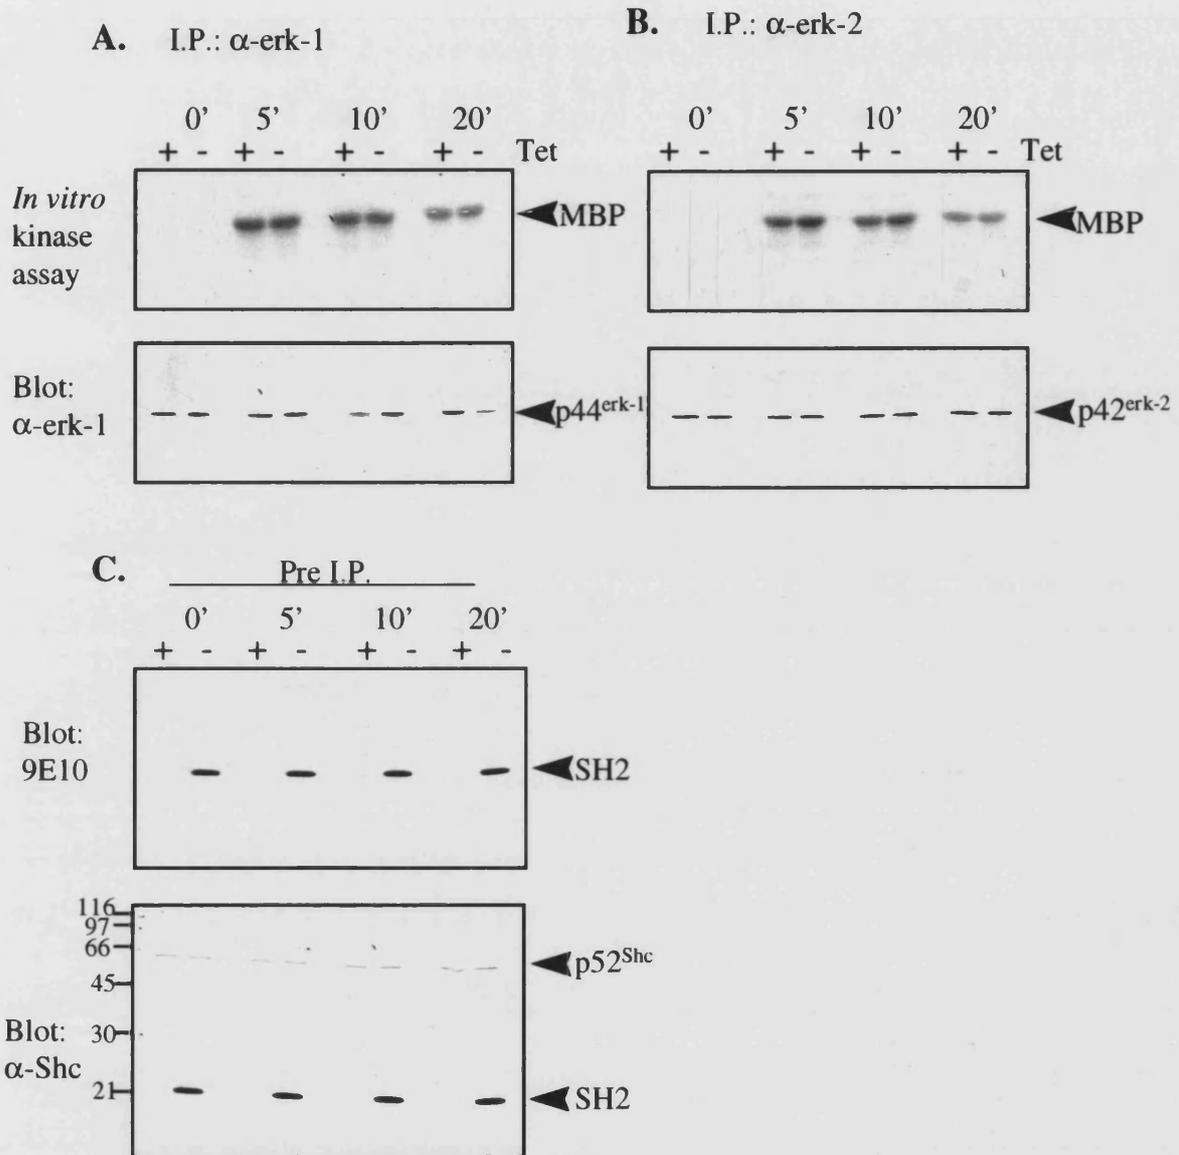 A. I.P.: α-erk-1
0' 5' 10' 20'
+ - + - + - + - Tet
In vitro
kinase
assay
MBP
Blot:
α-erk-1
p44erk-1
B. I.P.: α-erk-2
0' 5' 10' 20'
+ - + - + - + - Tet
MBP
p42erk-2
C. Pre I.P.
0' 5' 10' 20'
+ - + - + - + -
Blot:
9E10
SH2
116
97
66
45
30
21
Blot:
α-Shc
p52Shc
SH2